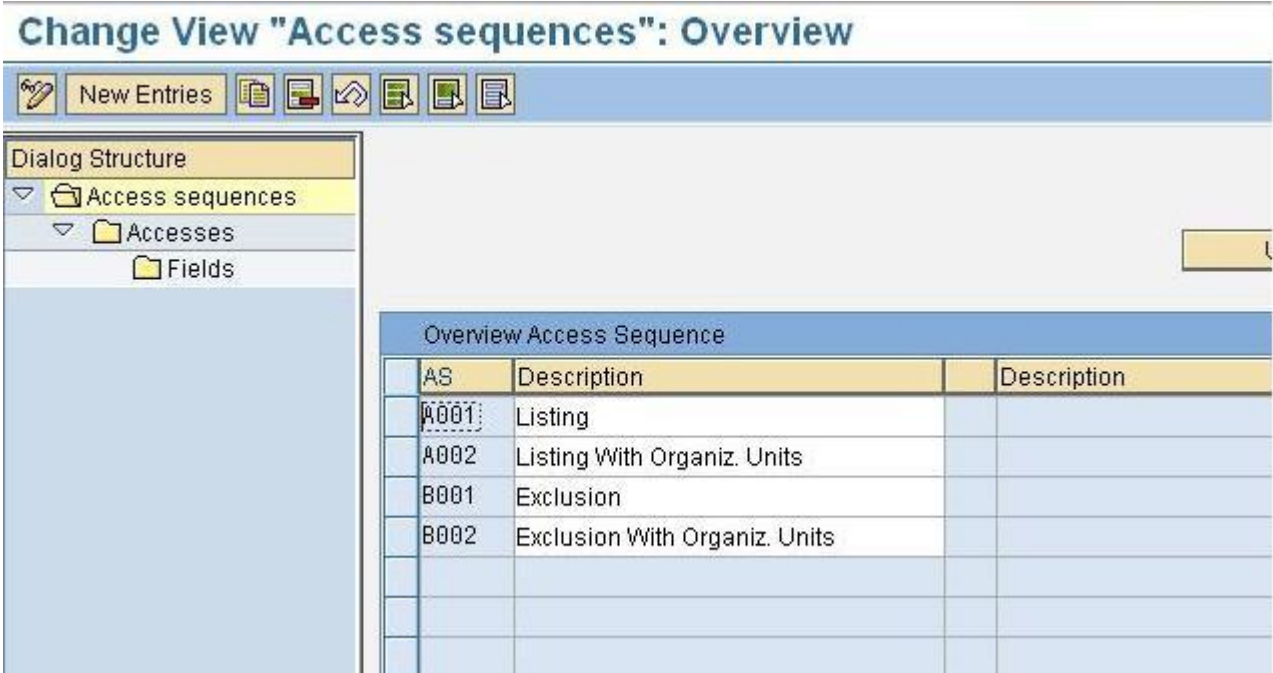 Change View "Access sequences": Overview
New Entries
Dialog Structure
Access sequences
Accesses
Fields
Overview Access Sequence
AS Description Description
A001 Listing
A002 Listing With Organiz. Units
B001 Exclusion
B002 Exclusion With Organiz. Units